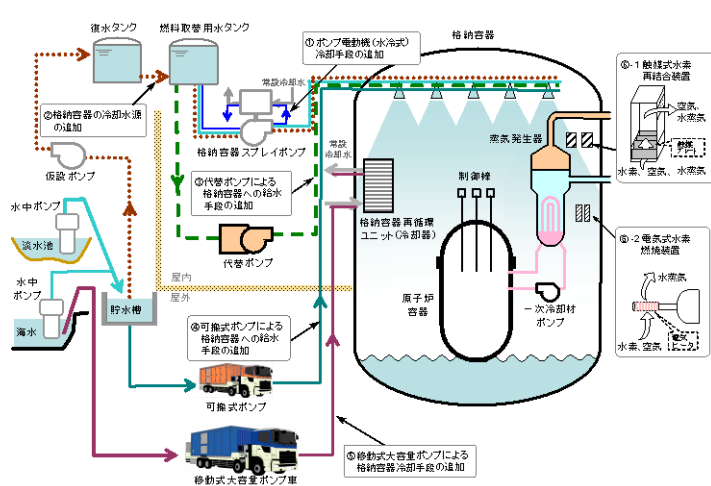 復水タンク
燃料取替用水タンク
①ポンプ電動機(水冷式)
冷却手段の追加
格納容器
⑥-1 触媒式水素
再結合装置
空気、
水蒸気
触媒
プレート
水素、空気、水蒸気
常設冷却水
②格納容器の冷却水源
の追加
格納容器スプレイポンプ
蒸気発生器
常設
冷却水
仮設ポンプ
③代替ポンプによる
格納容器への給水
手段の追加
制御棒
水中ポンプ
格納容器再循環
ユニット(冷却器)
⑥-2 電気式水素
燃焼装置
淡水池
代替ポンプ
水蒸気
水中
ポンプ
屋内
屋外
貯水槽
原子炉
容器
一次冷却材
ポンプ
海水
④可搬式ポンプによる
格納容器への給水
手段の追加
電気
ヒータ
水素、空気
可搬式ポンプ
⑤移動式大容量ポンプによる
格納容器冷却手段の追加
移動式大容量ポンプ車